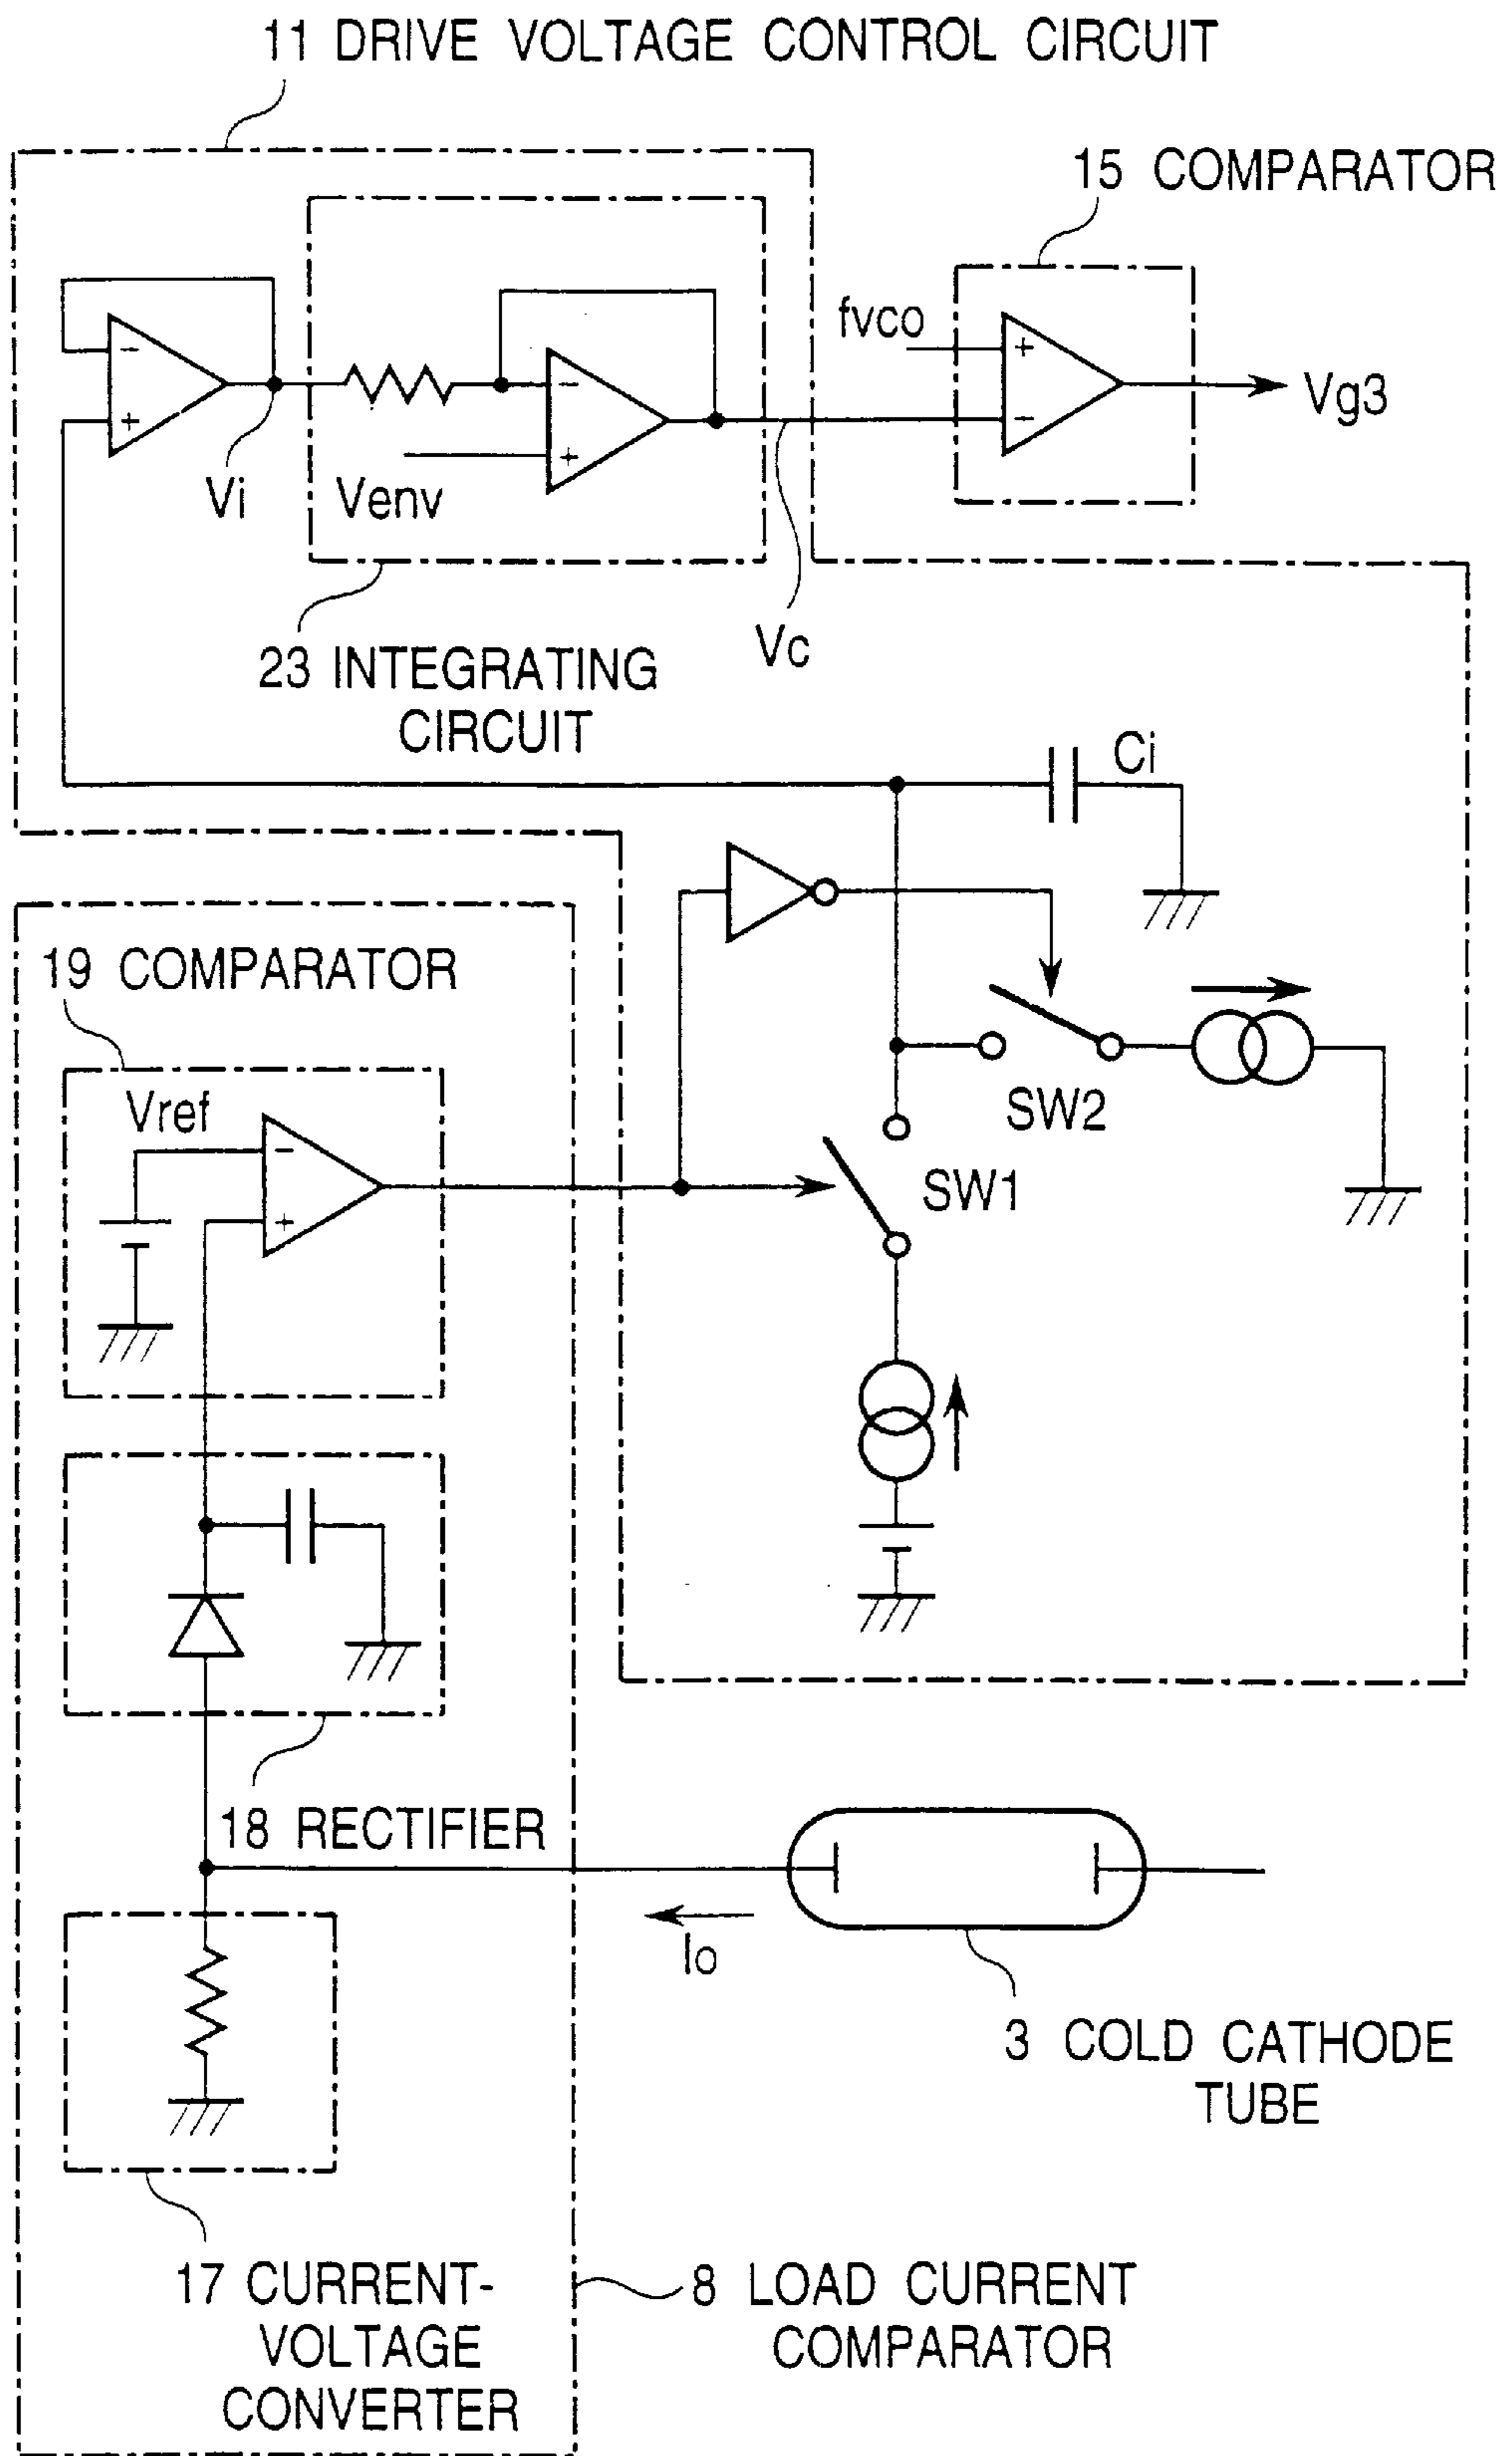 11 DRIVE VOLTAGE CONTROL CIRCUIT
15 COMPARATOR
fvco
−
+
+
−
−
+
Vg3
Vi
Venv
Vc
23 INTEGRATING
CIRCUIT
Ci
19 COMPARATOR
Vref
−
+
SW2
SW1
18 RECTIFIER
Io
3 COLD CATHODE
TUBE
17 CURRENT-
VOLTAGE
CONVERTER
8 LOAD CURRENT
COMPARATOR